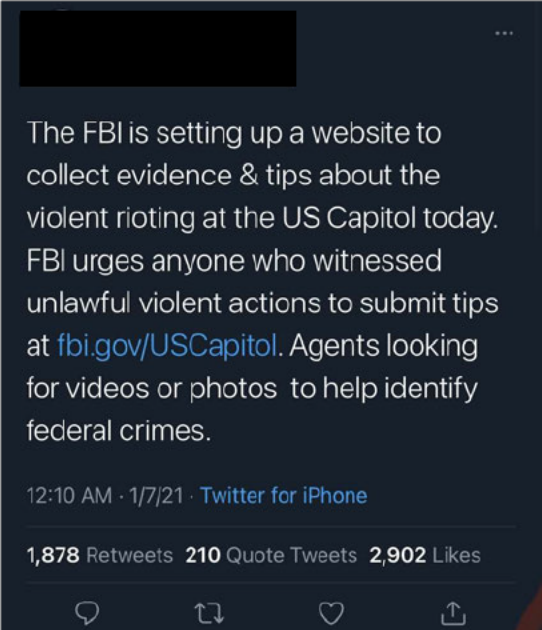 The FBI is setting up a website to
collect evidence & tips about the
violent rioting at the US Capitol today.
FBI urges anyone who witnessed
unlawful violent actions to submit tips
at fbi.gov/USCapitol. Agents looking
for videos or photos  to help identify
federal crimes.
12:10 AM · 1/7/21 · Twitter for iPhone
1,878 Retweets 210 Quote Tweets 2,902 Likes